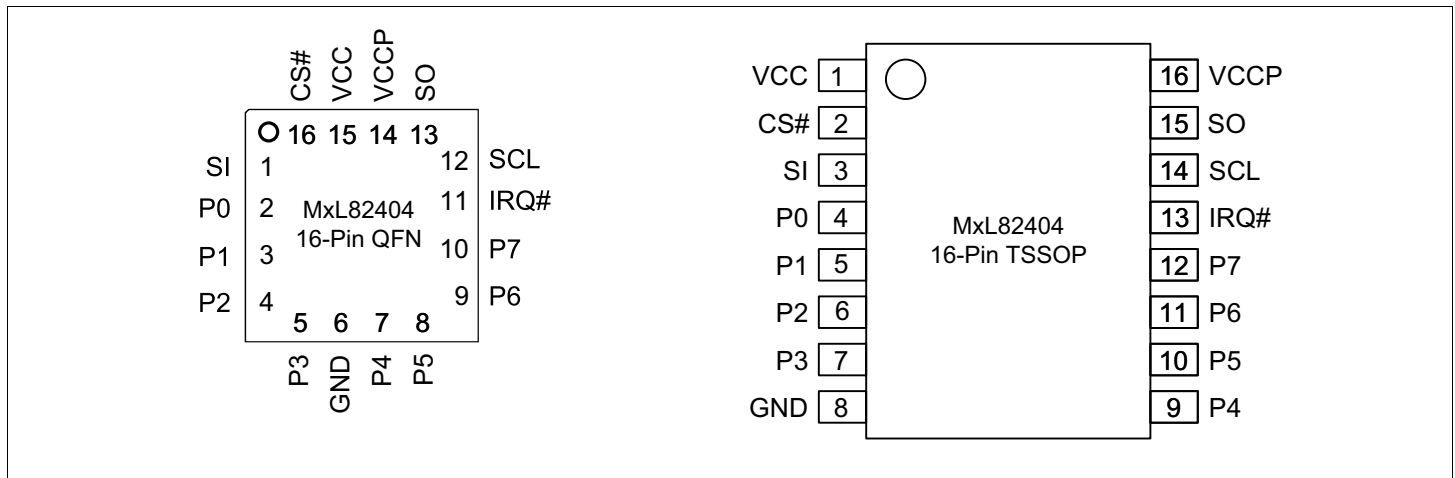 CS#
VCC
VCCP
SO
16 15 14 13
SI 1
P0 2
P1 3
P2 4
MxL82404
16-Pin QFN
12 SCL
11 IRQ#
10 P7
9 P6
5 6 7 8
P3
GND
P4
P5
VCC 1
CS# 2
SI 3
P0 4
P1 5
P2 6
P3 7
GND 8
MxL82404
16-Pin TSSOP
16 VCCP
15 SO
14 SCL
13 IRQ#
12 P7
11 P6
10 P5
9 P4